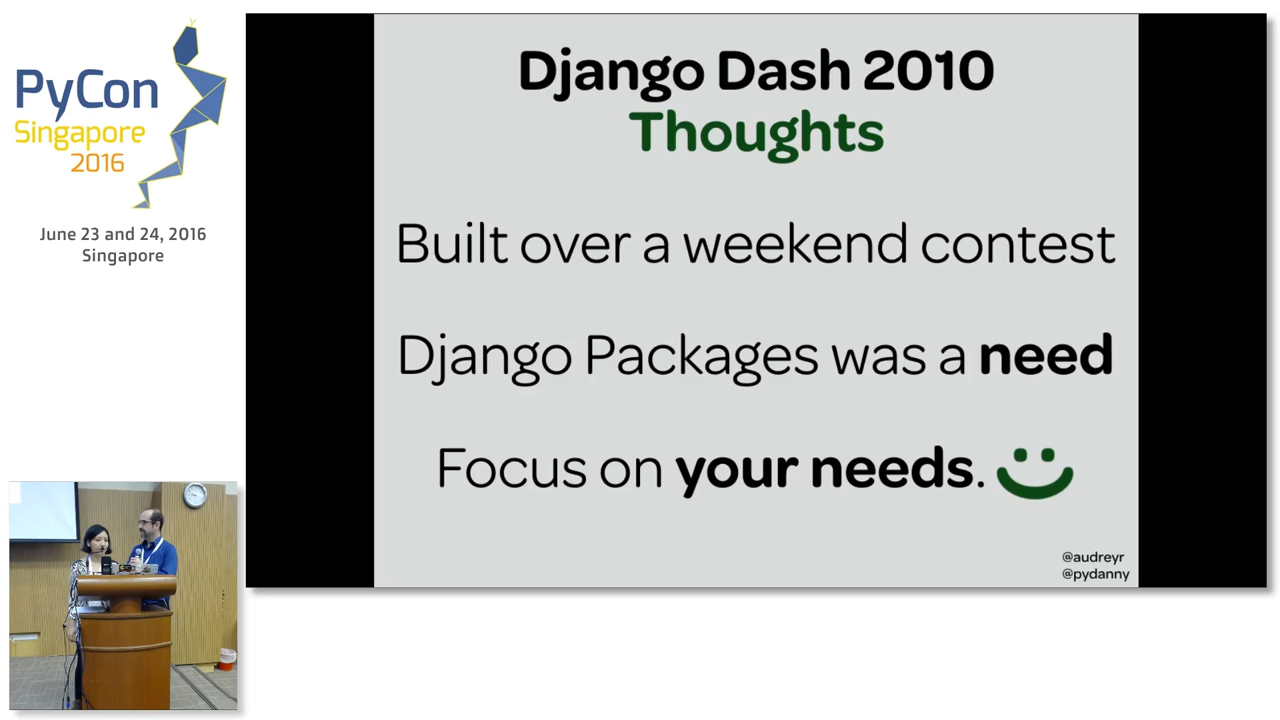 PyCon
Singapore
2016
June 23 and 24, 2016
Singapore
Django Dash 2010
Thoughts
Built over a weekend contest
Django Packages was a need
Focus on your needs.
@audreyr
@pydanny